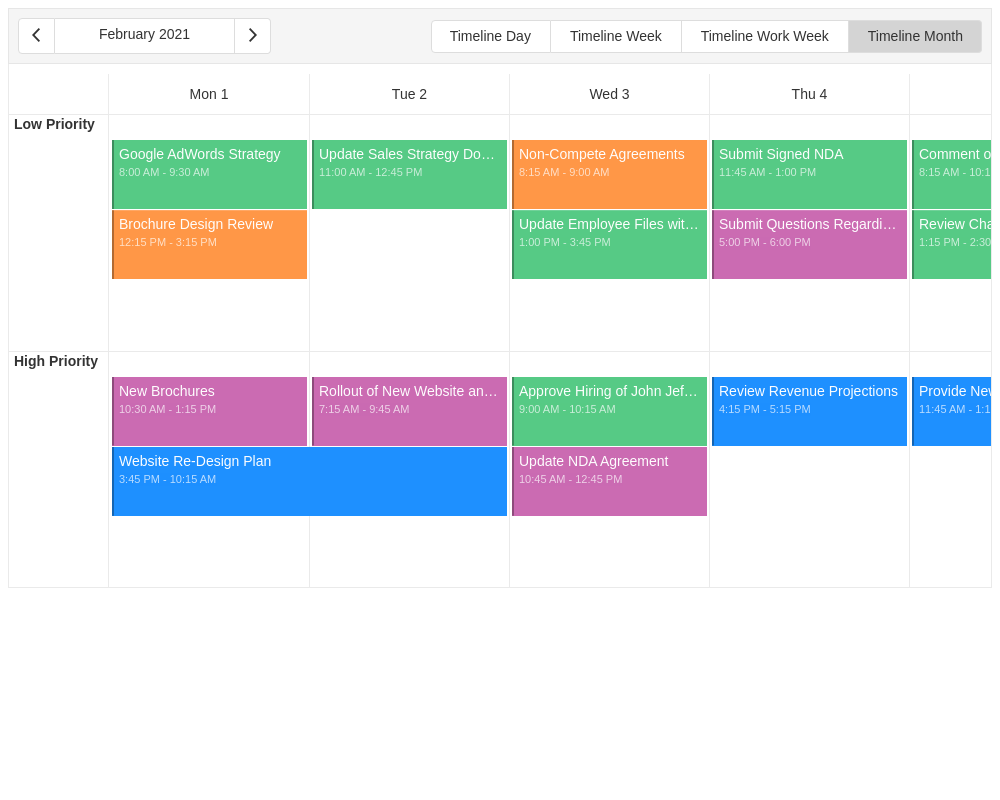 February 2021
Timeline Day
Timeline Week
Timeline Work Week
Timeline Month
Mon 1
Tue 2
Wed 3
Thu 4
Low Priority
Google AdWords Strategy
8:00 AM - 9:30 AM
Update Sales Strategy Do…
11:00 AM - 12:45 PM
Non-Compete Agreements
8:15 AM - 9:00 AM
Submit Signed NDA
11:45 AM - 1:00 PM
Comment o
8:15 AM - 10:1
Brochure Design Review
12:15 PM - 3:15 PM
Update Employee Files wit…
1:00 PM - 3:45 PM
Submit Questions Regardi…
5:00 PM - 6:00 PM
Review Cha
1:15 PM - 2:30
High Priority
New Brochures
10:30 AM - 1:15 PM
Rollout of New Website an…
7:15 AM - 9:45 AM
Approve Hiring of John Jef…
9:00 AM - 10:15 AM
Review Revenue Projections
4:15 PM - 5:15 PM
Provide New
11:45 AM - 1:1
Website Re-Design Plan
3:45 PM - 10:15 AM
Update NDA Agreement
10:45 AM - 12:45 PM